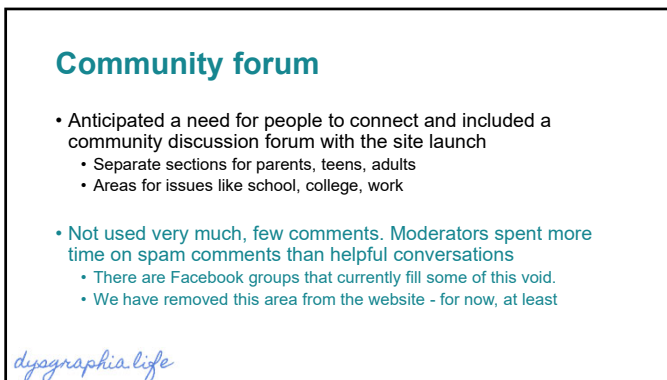 Community forum
• Anticipated a need for people to connect and included a
community discussion forum with the site launch
• Separate sections for parents, teens, adults
• Areas for issues like school, college, work
• Not used very much, few comments. Moderators spent more
time on spam comments than helpful conversations
• There are Facebook groups that currently fill some of this void.
• We have removed this area from the website - for now, at least
dysgraphia.life